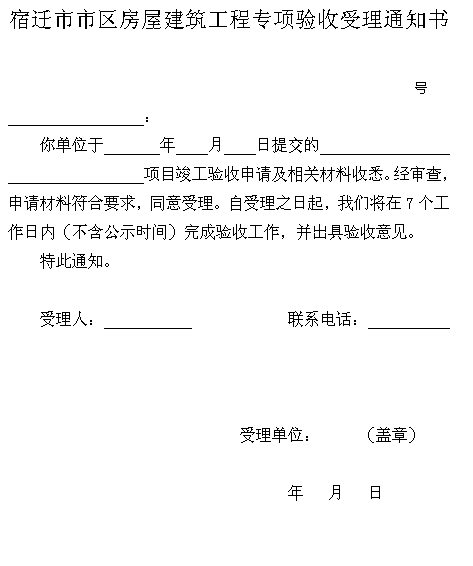 宿迁市市区房屋建筑工程专项验收受理通知书
号
________________：
你单位于_______年____月____日提交的________________
________________项目竣工验收申请及相关材料收悉。经审查，
申请材料符合要求，同意受理。自受理之日起，我们将在7个工
作日内（不含公示时间）完成验收工作，并出具验收意见。
特此通知。
受理人：___________ 联系电话：__________
受理单位： （盖章）
年 月 日